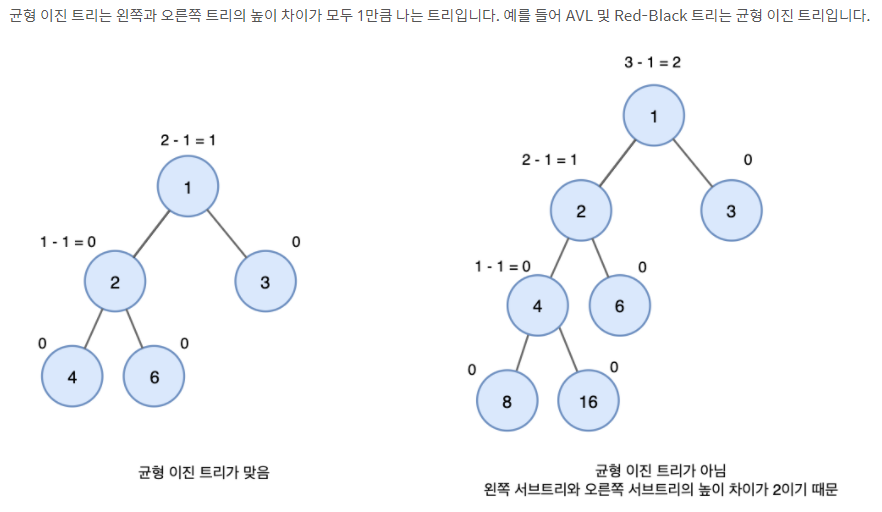 균형 이진 트리는 왼쪽과 오른쪽 트리의 높이 차이가 모두 1만큼 나는 트리입니다. 예를 들어 AVL 및 Red-Black 트리는 균형 이진 트리입니다.
2 - 1 = 1
1
1 - 1 = 0
0
2
3
0
0
4
6
균형 이진 트리가 맞음
3 - 1 = 2
1
2 - 1 = 1
0
2
3
1 - 1 = 0
0
4
6
0
0
8
16
균형 이진 트리가 아님
왼쪽 서브트리와 오른쪽 서브트리의 높이 차이가 2이기 때문